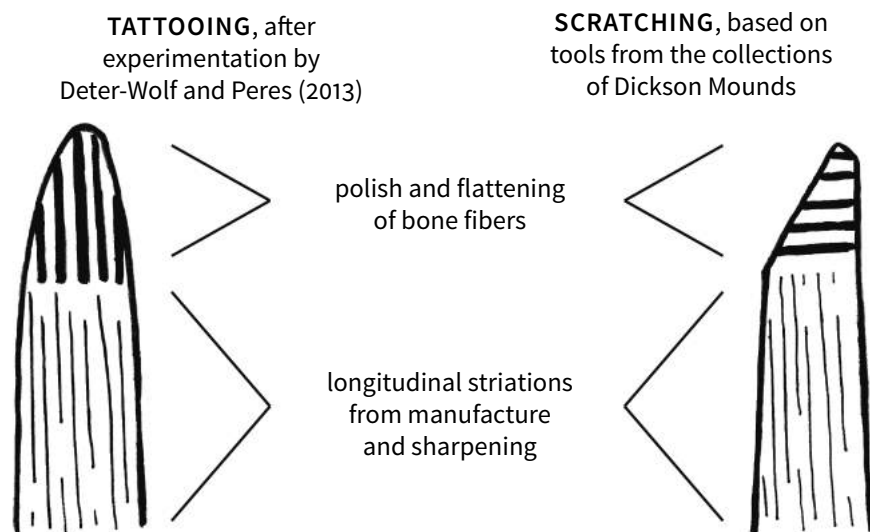 TATTOOING, after
experimentation by
Deter-Wolf and Peres (2013)
SCRATCHING, based on
tools from the collections
of Dickson Mounds
polish and flattening
of bone fibers
longitudinal striations
from manufacture
and sharpening